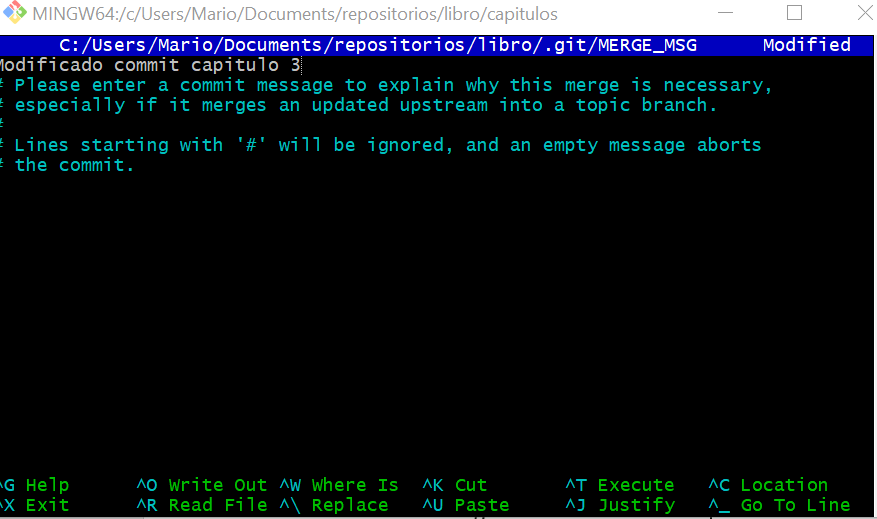 MINGW64:/c/Users/Mario/Documents/repositorios/libro/capitulos
C:/Users/Mario/Documents/repositorios/libro/.git/MERGE_MSG Modified
Modificado commit capitulo 3
# Please enter a commit message to explain why this merge is necessary,
# especially if it merges an updated upstream into a topic branch.
#
# Lines starting with '#' will be ignored, and an empty message aborts
# the commit.
^G Help ^O Write Out ^W Where Is ^K Cut ^T Execute ^C Location
^X Exit ^R Read File ^\ Replace ^U Paste ^J Justify ^_ Go To Line